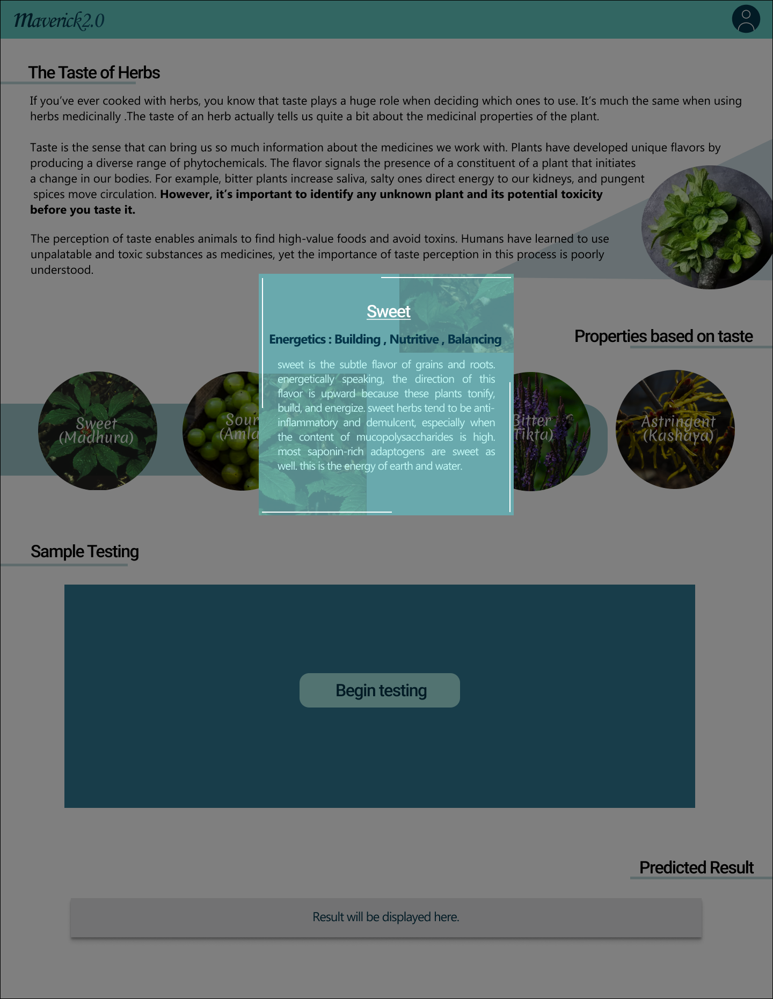 Maverick2.0
The Taste of Herbs
If you’ve ever cooked with herbs, you know that taste plays a huge role when deciding which ones to use. It’s much the same when using
herbs medicinally .The taste of an herb actually tells us quite a bit about the medicinal properties of the plant.
Taste is the sense that can bring us so much information about the medicines we work with. Plants have developed unique flavors by
producing a diverse range of phytochemicals. The flavor signals the presence of a constituent of a plant that initiates
a change in our bodies. For example, bitter plants increase saliva, salty ones direct energy to our kidneys, and pungent
spices move circulation. However, it’s important to identify any unknown plant and its potential toxicity
before you taste it.
The perception of taste enables animals to find high-value foods and avoid toxins. Humans have learned to use
unpalatable and toxic substances as medicines, yet the importance of taste perception in this process is poorly
understood.
Properties based on taste
Sweet
(Madhura)
Sour
(Amla
Sweet
Energetics : Building , Nutritive , Balancing
sweet is the subtle flavor of grains and roots.
energetically speaking, the direction of this
flavor is upward because these plants tonify,
build, and energize. sweet herbs tend to be anti-
inflammatory and demulcent, especially when
the content of mucopolysaccharides is high.
most saponin-rich adaptogens are sweet as
well. this is the energy of earth and water.
Bitter
Tikta)
Astringent
(Kashaya)
Sample Testing
Begin testing
Predicted Result
Result will be displayed here.